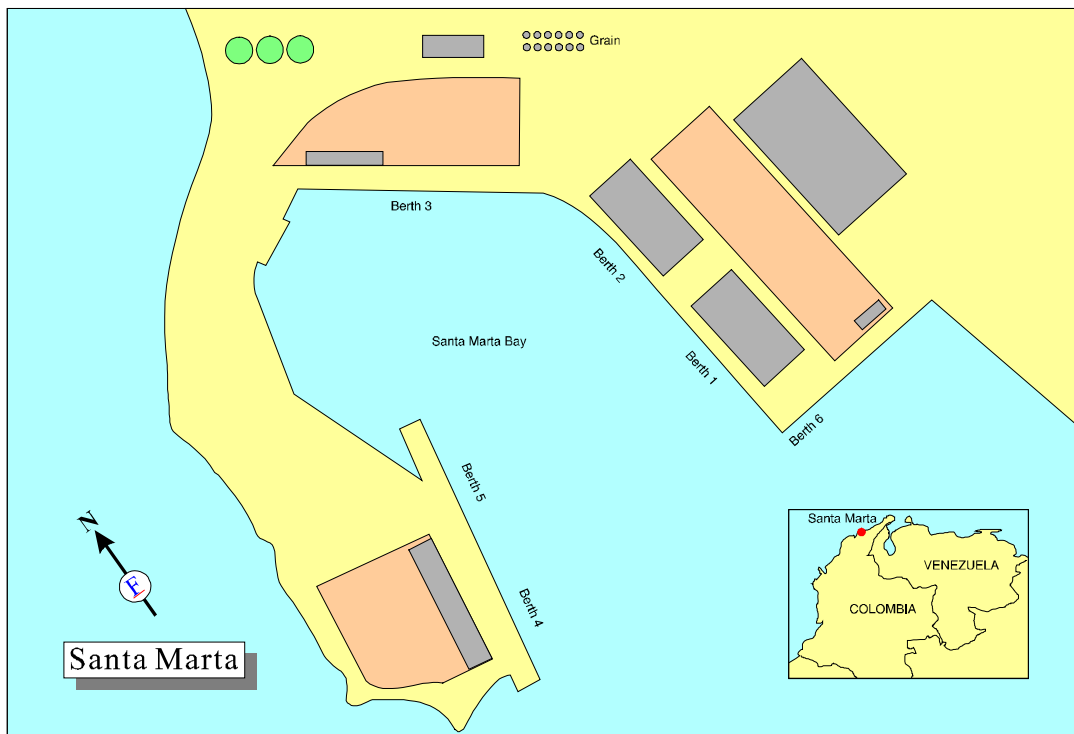 Grain
Berth 3
Berth 2
Santa Marta Bay
Berth 1
Berth 6
Berth 5
Berth 4
N
F
Santa Marta
Santa Marta
VENEZUELA
COLOMBIA